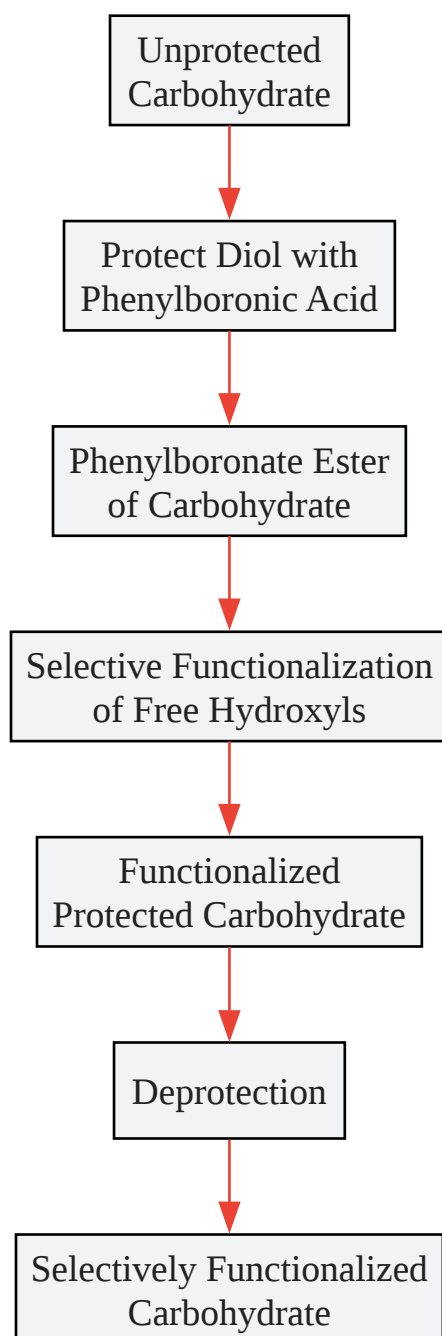 Unprotected
Carbohydrate
Protect Diol with
Phenylboronic Acid
Phenylboronate Ester
of Carbohydrate
Selective Functionalization
of Free Hydroxyls
Functionalized
Protected Carbohydrate
Deprotection
Selectively Functionalized
Carbohydrate